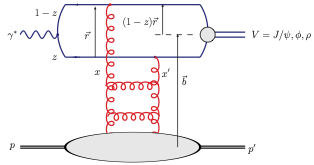 1 − z
(1 − z)r⃗
γ*
r⃗
V = J/ψ, ϕ, ρ
z
x
x′
b⃗
p
p′